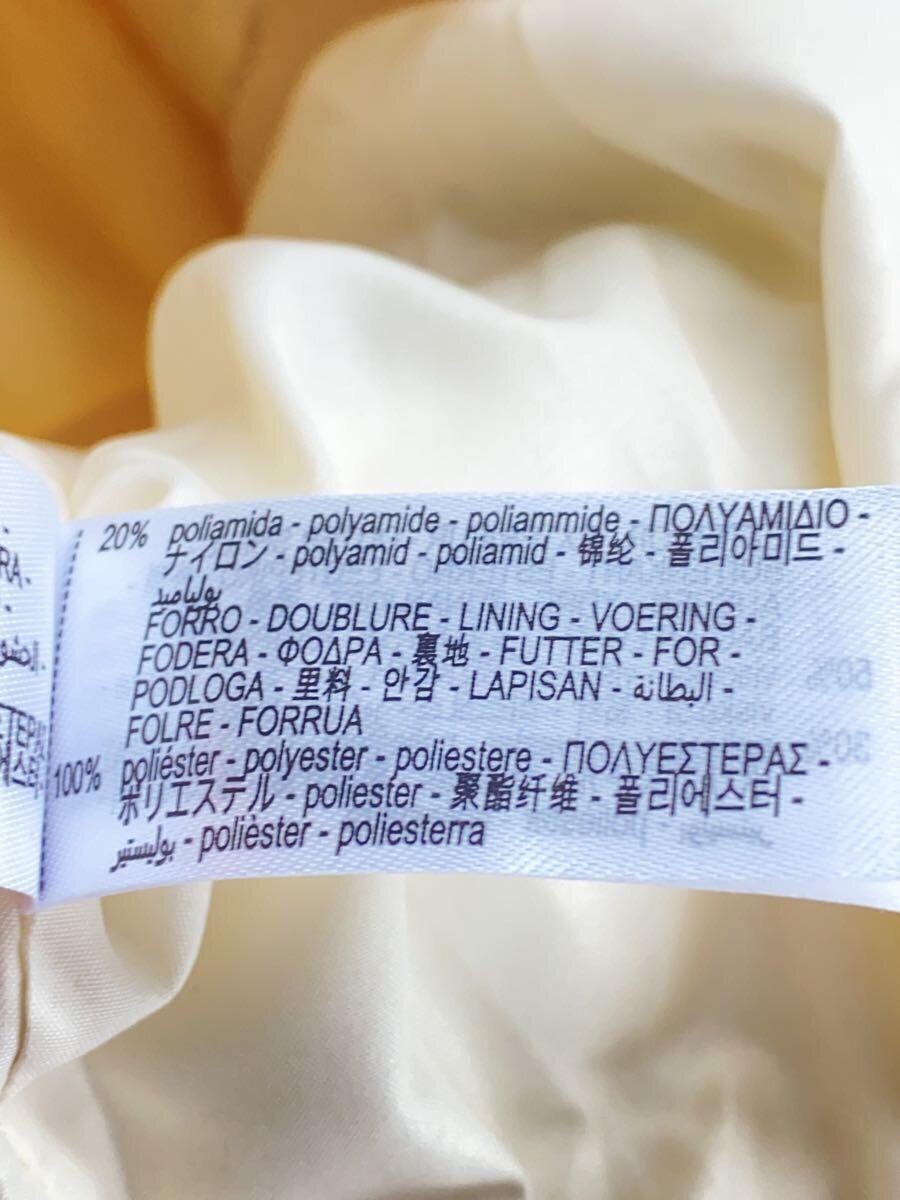 20% poliamida - polyamide - poliammide - ΠΟΛΥΑΜΙΔΙΟ -
ナイロン - polyamid - poliamid - 锦纶 - 폴리아미드 -
بولياميد
FORRO - DOUBLURE - LINING - VOERING -
FODERA - ΦΟΔΡΑ - 裏地 - FUTTER - FOR -
PODLOGA - 里料 - 안감 - LAPISAN - البطانة -
FOLRE - FORRUA
100% poliéster - polyester - poliestere - ΠΟΛΥΕΣΤΕΡΑΣ -
ポリエステル - poliester - 聚酯纤维 - 폴리에스터 -
بوليستير - polièster - poliesterra